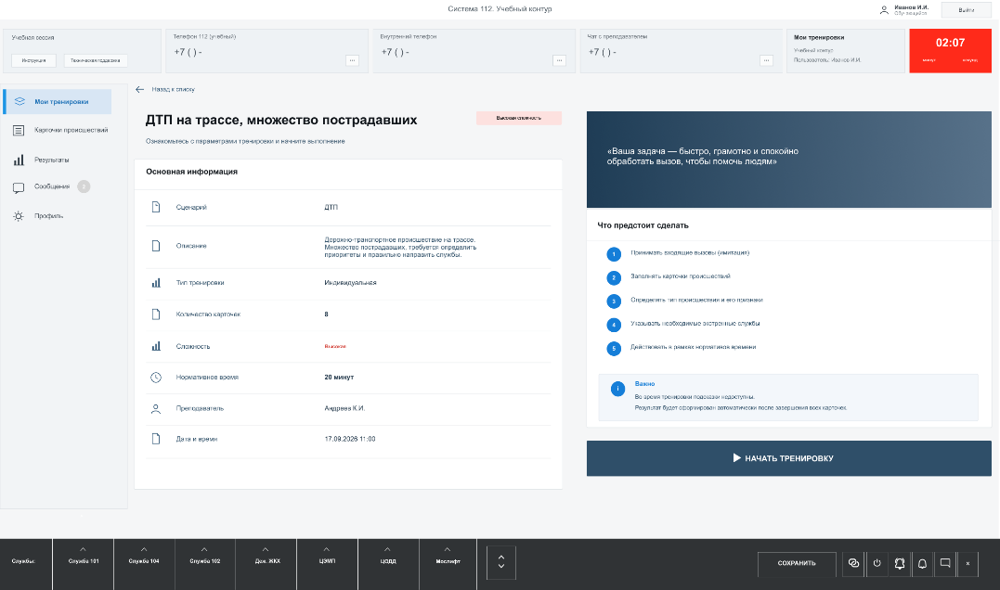 Система 112. Учебный контур
Иванов И.И.
Обучающийся
Выйти
Учебная сессия
Инструкция
Техническая поддержка
Телефон 112 (учебный)
+7 ( ) -
...
Внутренний телефон
+7 ( ) -
...
Чат с преподавателем
+7 ( ) -
...
Мои тренировки
Учебный контур
Пользователь: Иванов И.И.
02:07
минут
секунд
Мои тренировки
Карточки происшествий
Результаты
Сообщения
Профиль
Назад к списку
ДТП на трассе, множество пострадавших
Высокая сложность
Ознакомьтесь с параметрами тренировки и начните выполнение
Основная информация
Сценарий
ДТП
Описание
Дорожно-транспортное происшествие на трассе.
Множество пострадавших, требуется определить
приоритеты и правильно направить службы.
Тип тренировки
Индивидуальная
Количество карточек
8
Сложность
Высокая
Нормативное время
20 минут
Преподаватель
Андреев К.И.
Дата и время
17.09.2026 11:00
«Ваша задача — быстро, грамотно и спокойно
обработать вызов, чтобы помочь людям»
Что предстоит сделать
1 Принимать входящие вызовы (имитация)
2 Заполнять карточки происшествий
3 Определять тип происшествия и его признаки
4 Указывать необходимые экстренные службы
5 Действовать в рамках нормативов времени
i
Важно
Во время тренировки подсказки недоступны.
Результат будет сформирован автоматически после завершения всех карточек.
НАЧАТЬ ТРЕНИРОВКУ
Службы:
Служба 101
Служба 104
Служба 102
Деж. ЖКХ
ЦЭМП
ЦОДД
Мослифт
СОХРАНИТЬ
x